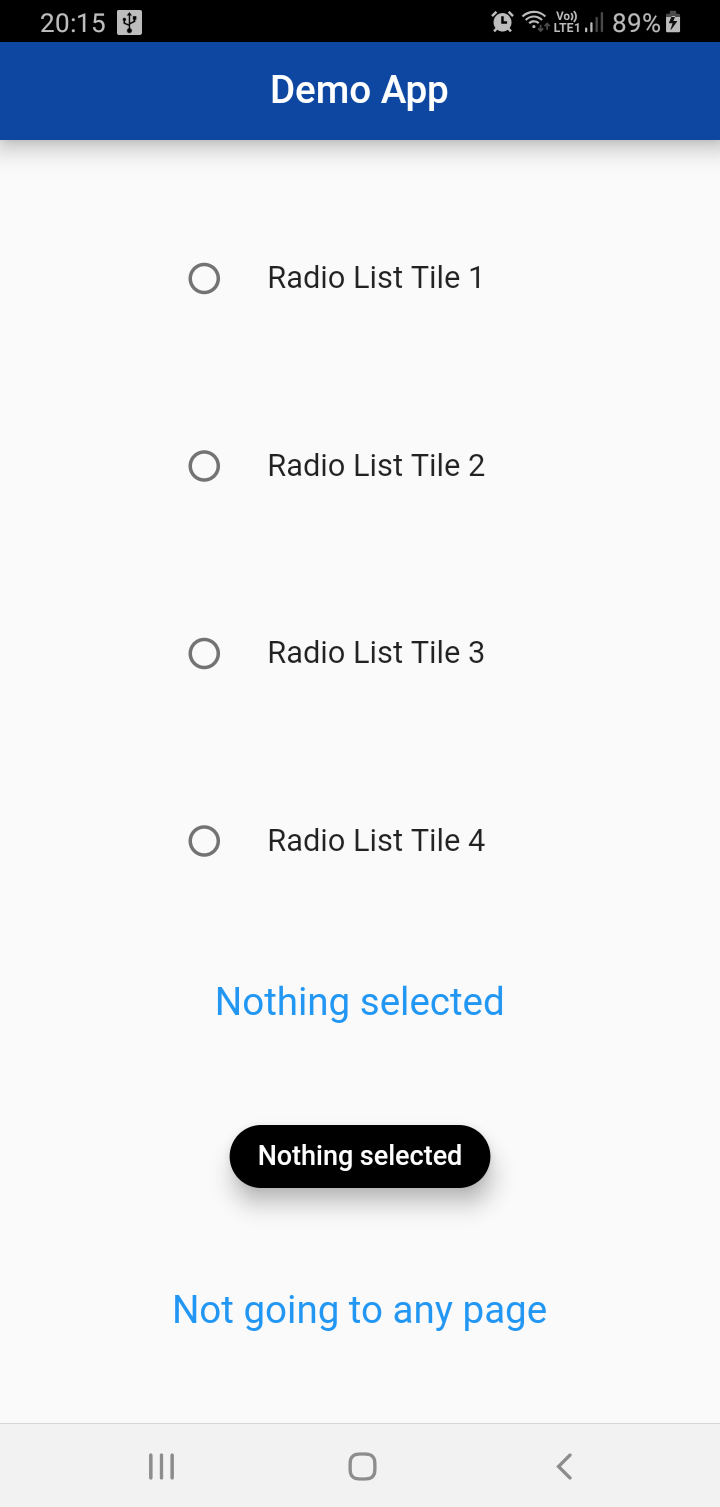 20:15 Vo)) LTE1 89%
Demo App
Radio List Tile 1
Radio List Tile 2
Radio List Tile 3
Radio List Tile 4
Nothing selected
Nothing selected
Not going to any page